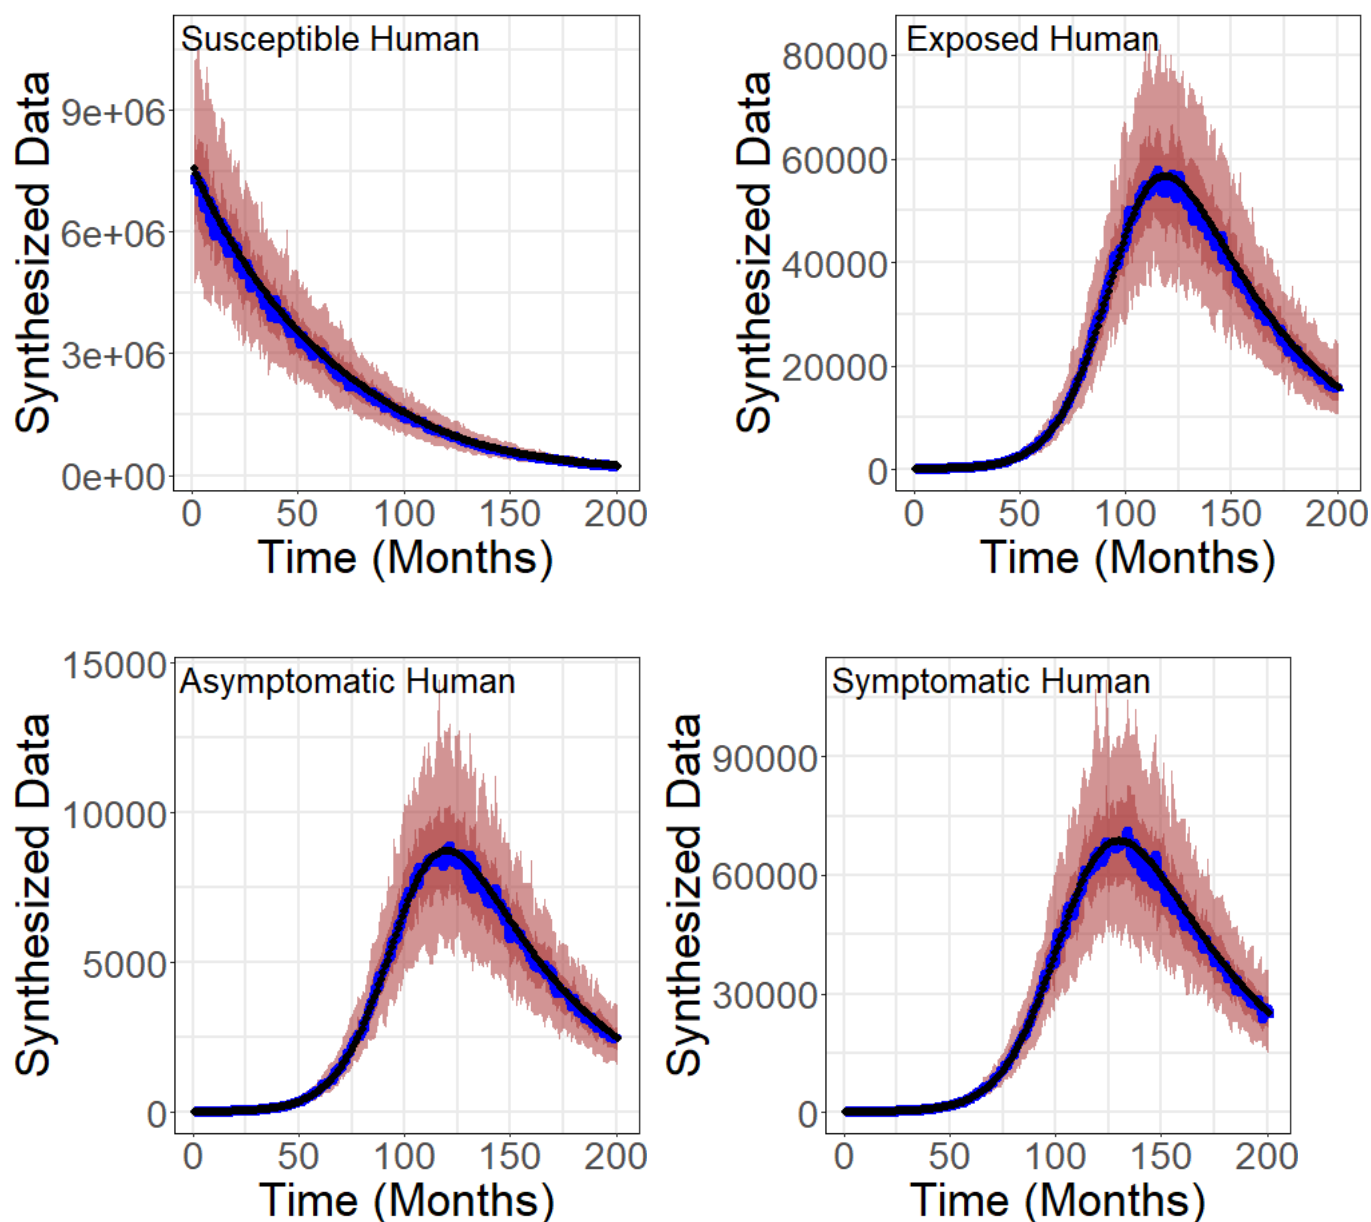 Susceptible Human
Synthesized Data
9e+06
6e+06
3e+06
0e+00
0 50 100 150 200
Time (Months)
Exposed Human
Synthesized Data
80000
60000
40000
20000
0
0 50 100 150 200
Time (Months)
Asymptomatic Human
Synthesized Data
15000
10000
5000
0
0 50 100 150 200
Time (Months)
Symptomatic Human
Synthesized Data
90000
60000
30000
0
0 50 100 150 200
Time (Months)